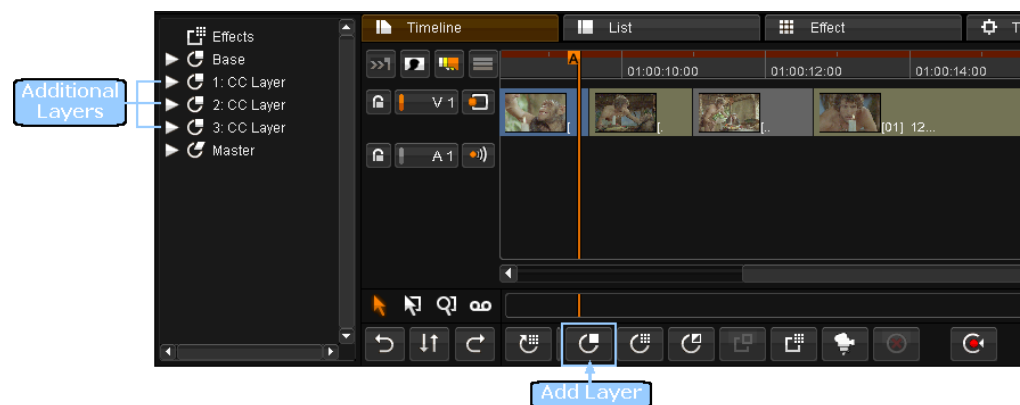 Effects
Base
1: CC Layer
2: CC Layer
3: CC Layer
Master
Additional
Layers
Timeline
List
Effect
T
A
01:00:10:00
01:00:12:00
01:00:14:00
V 1
[
[.
[..
[01] 12...
A 1
Add Layer